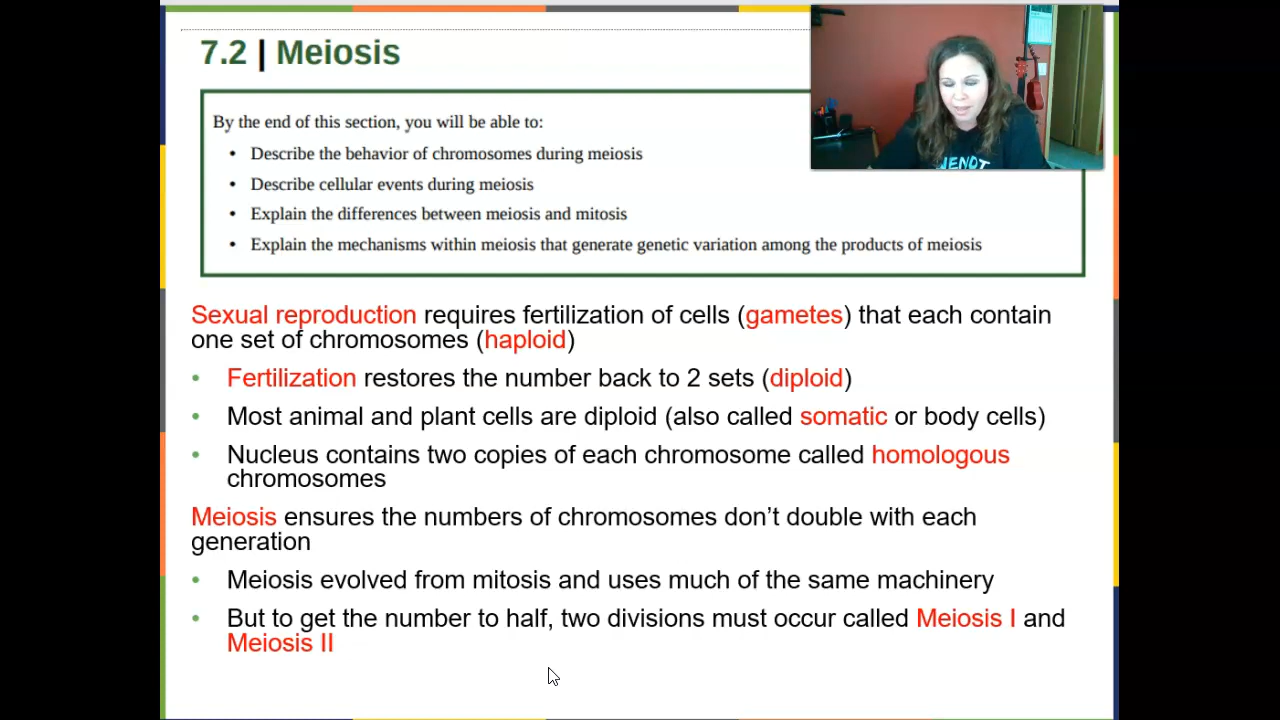 7.2 | Meiosis
By the end of this section, you will be able to:
• Describe the behavior of chromosomes during meiosis
• Describe cellular events during meiosis
• Explain the differences between meiosis and mitosis
• Explain the mechanisms within meiosis that generate genetic variation among the products of meiosis
Sexual reproduction requires fertilization of cells (gametes) that each contain
one set of chromosomes (haploid)
• Fertilization restores the number back to 2 sets (diploid)
• Most animal and plant cells are diploid (also called somatic or body cells)
• Nucleus contains two copies of each chromosome called homologous
chromosomes
Meiosis ensures the numbers of chromosomes don’t double with each
generation
• Meiosis evolved from mitosis and uses much of the same machinery
• But to get the number to half, two divisions must occur called Meiosis I and
Meiosis II